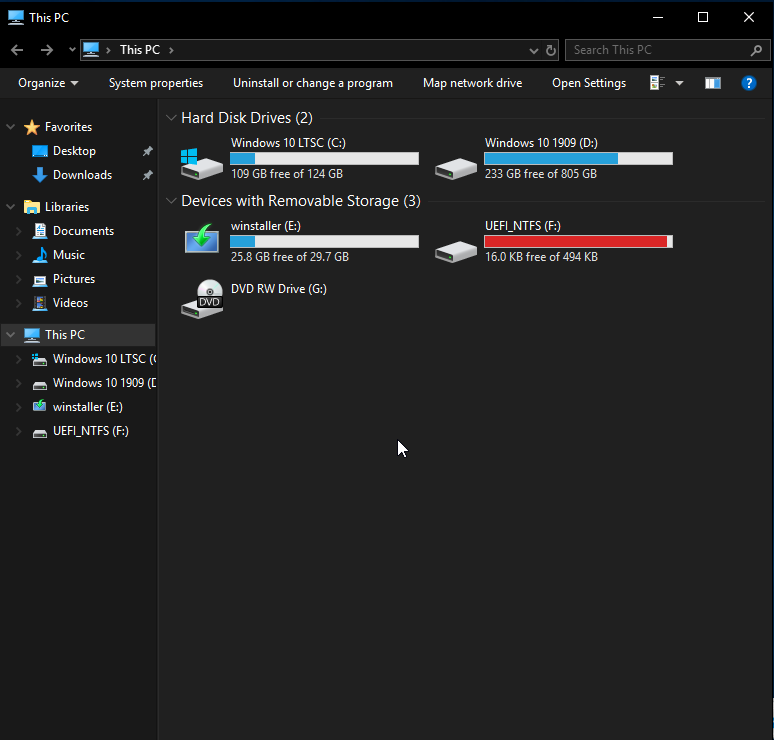 This PC
This PC
Search This PC
Organize
System properties
Uninstall or change a program
Map network drive
Open Settings
?
Favorites
Desktop
Downloads
Libraries
Documents
Music
Pictures
Videos
This PC
Windows 10 LTSC (C
Windows 10 1909 (D
winstaller (E:)
UEFI_NTFS (F:)
Hard Disk Drives (2)
Windows 10 LTSC (C:)
109 GB free of 124 GB
Windows 10 1909 (D:)
233 GB free of 805 GB
Devices with Removable Storage (3)
winstaller (E:)
25.8 GB free of 29.7 GB
UEFI_NTFS (F:)
16.0 KB free of 494 KB
DVD
DVD RW Drive (G:)